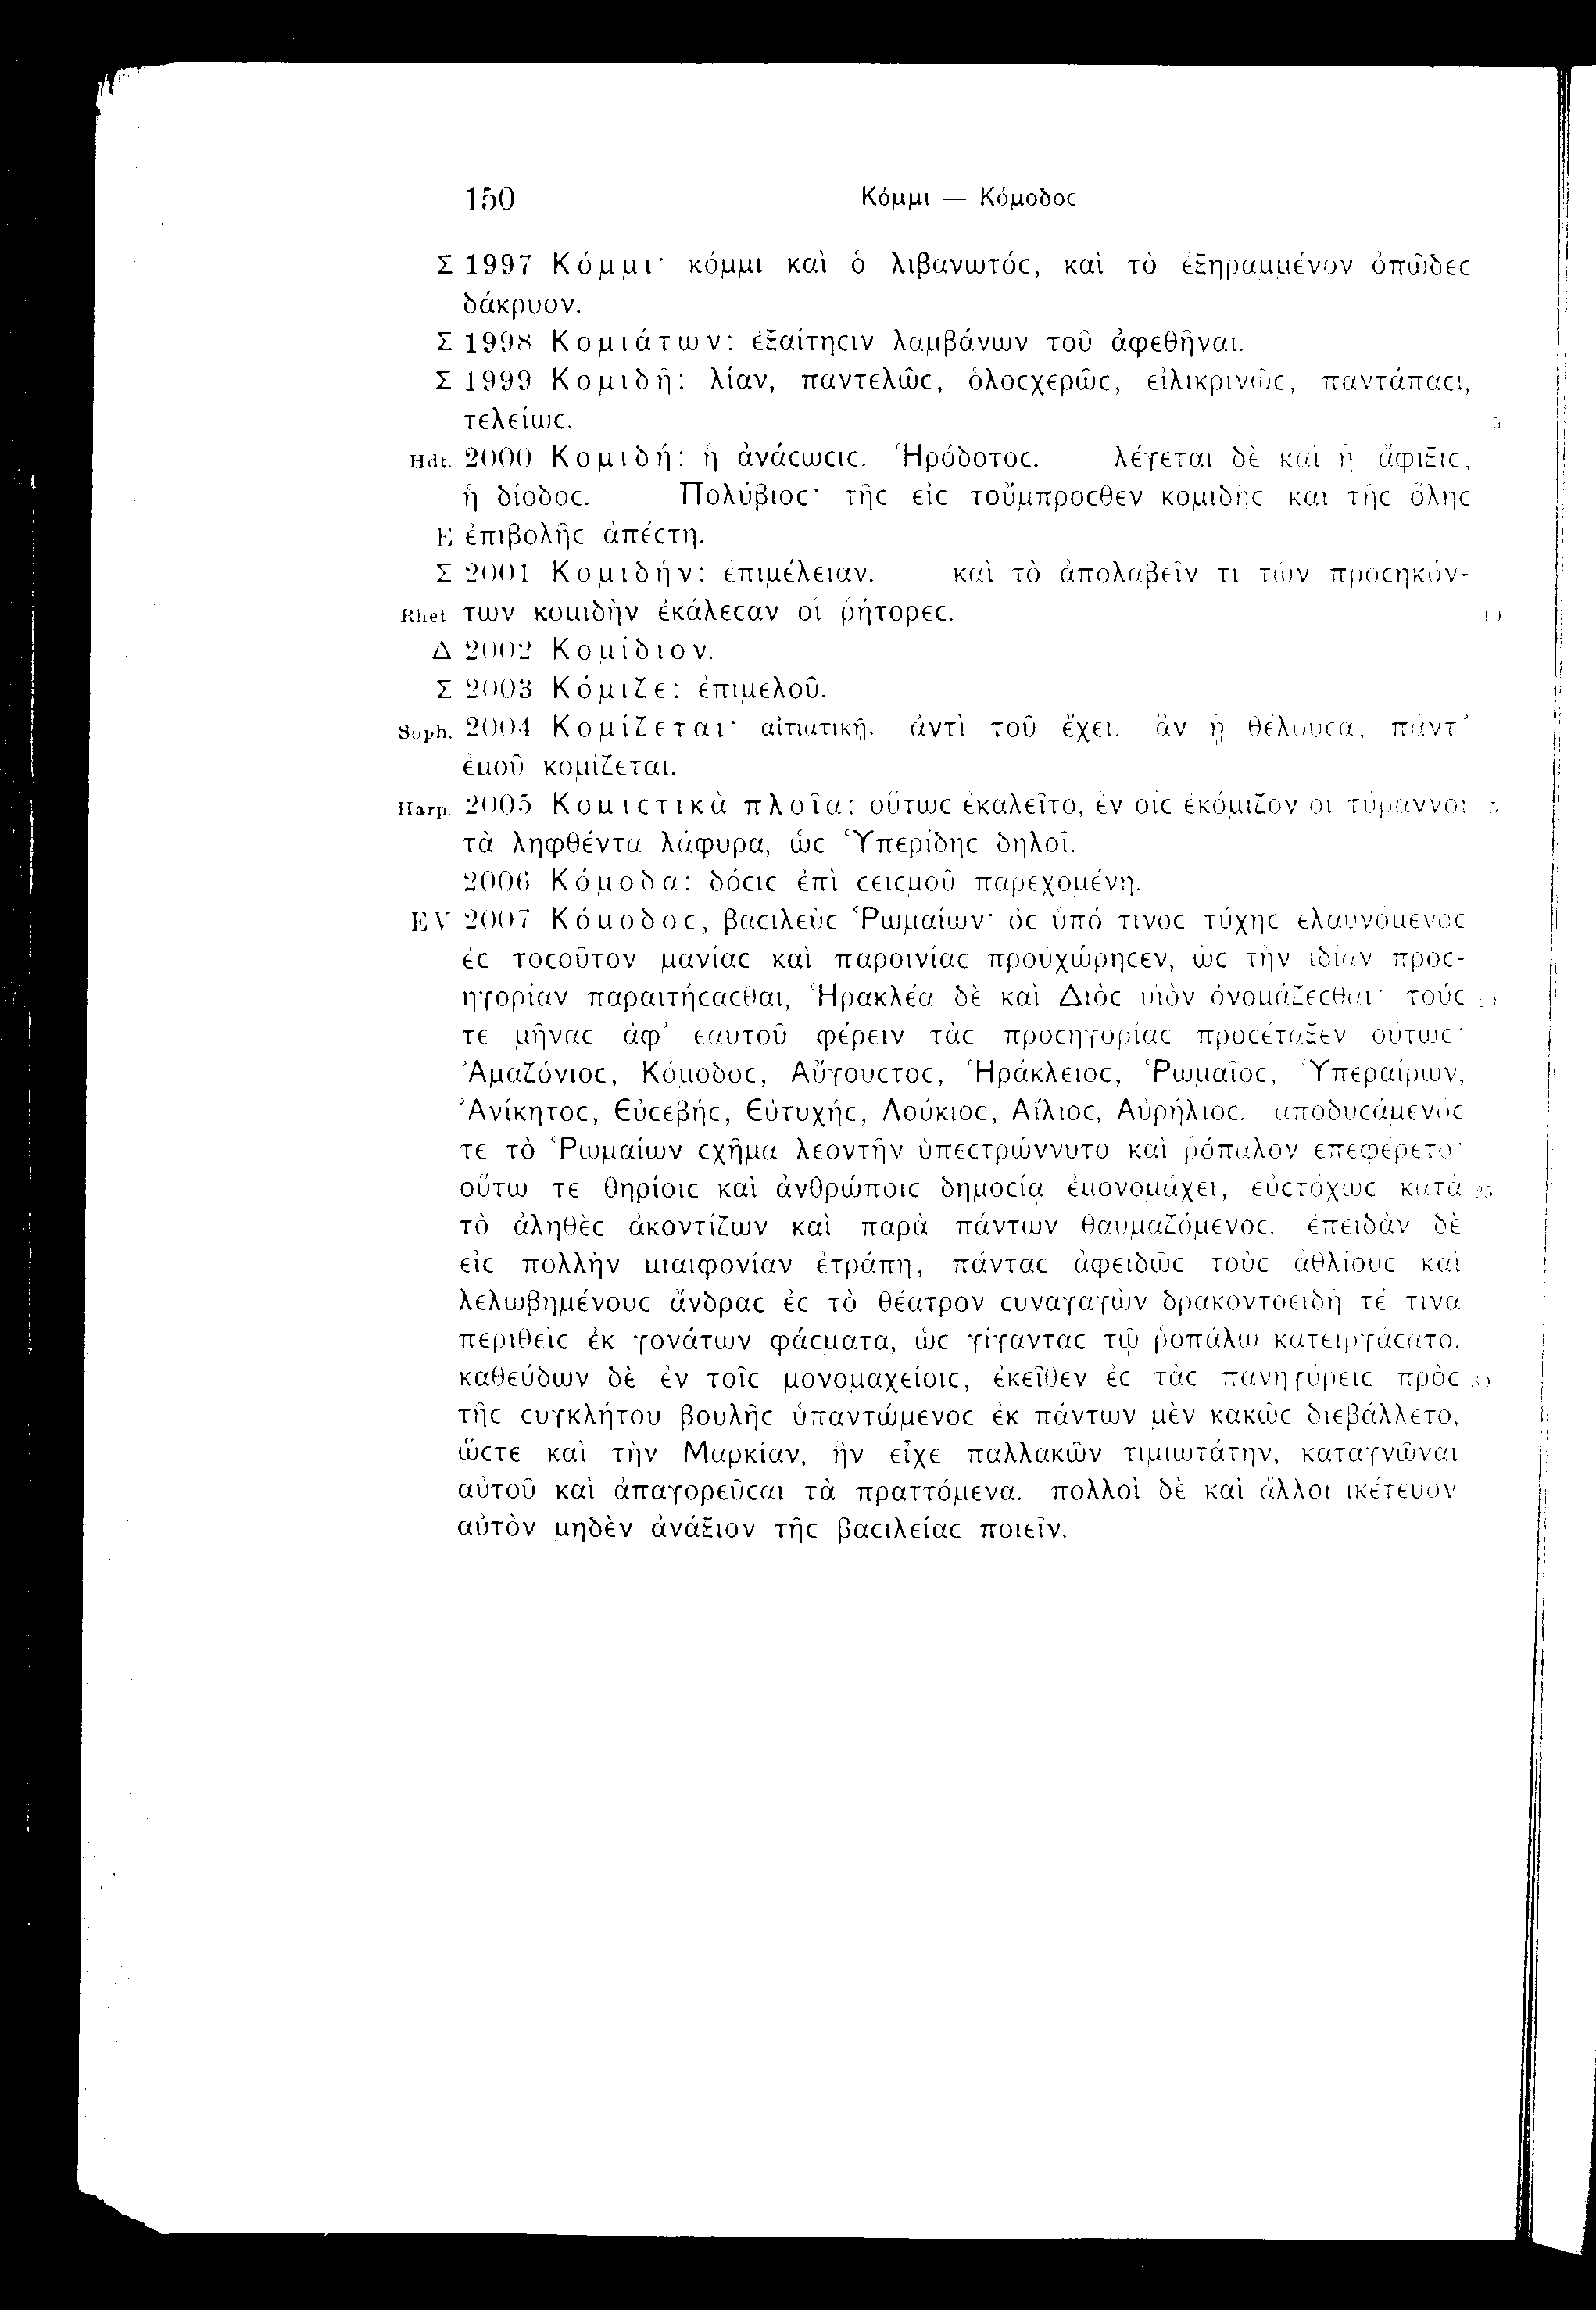 150 Κόμμι — Κόμοδοϲ
Σ 1997 Κόμμι· κόμμι καὶ ὁ λιβανωτόϲ, καὶ τὸ ἐξηραμμένον ὀπῶδεϲ
δάκρυον.
Σ 1998 Κομιάτων: ἐξαίτηϲιν λαμβάνων τοῦ ἀφεθῆναι.
Σ 1999 Κομιδῇ: λίαν, παντελῶϲ, ὁλοϲχερῶϲ, εἰλικρινῶϲ, παντάπαϲι,
τελείωϲ. 5
Hdt. 2000 Κομιδή: ἡ ἀνάϲωϲιϲ. Ἡρόδοτοϲ. λέγεται δὲ καὶ ἡ ἄφιξιϲ,
ἡ δίοδοϲ. Πολύβιοϲ· τῆϲ εἰϲ τοὔμπροϲθεν κομιδῆϲ καὶ τῆϲ ὅληϲ
E ἐπιβολῆϲ ἀπέϲτη.
Σ 2001 Κομιδήν: ἐπιμέλειαν. καὶ τὸ ἀπολαβεῖν τι τῶν προϲηκόν-
Rhet. των κομιδὴν ἐκάλεϲαν οἱ ῥήτορεϲ. 10
Δ 2002 Κομίδιον.
Σ 2003 Κόμιζε: ἐπιμελοῦ.
Soph. 2004 Κομίζεται· αἰτιατικῇ. ἀντὶ τοῦ ἔχει. ἂν ᾖ θέλουϲα, πάντ’
ἐμοῦ κομίζεται.
Harp. 2005 Κομιϲτικὰ πλοῖα: οὕτωϲ ἐκαλεῖτο, ἐν οἷϲ ἐκόμιζον οἱ τύραννοι
τὰ ληφθέντα λάφυρα, ὡϲ Ὑπερίδηϲ δηλοῖ.
2006 Κόμοδα: δόϲιϲ ἐπὶ ϲειϲμοῦ παρεχομένη.
EV 2007 Κόμοδοϲ, βαϲιλεὺϲ Ῥωμαίων· ὃϲ ὑπό τινοϲ τύχηϲ ἐλαυνόμενοϲ
ἐϲ τοϲοῦτον μανίαϲ καὶ παροινίαϲ προὐχώρηϲεν, ὡϲ τὴν ἰδίαν προϲ-
ηγορίαν παραιτήϲαϲθαι, Ἡρακλέα δὲ καὶ Διὸϲ υἱὸν ὀνομάζεϲθαι· τούϲ
τε μῆναϲ ἀφ’ ἑαυτοῦ φέρειν τὰϲ προϲηγορίαϲ προϲέταξεν οὕτωϲ·
Ἀμαζόνιοϲ, Κόμοδοϲ, Αὔγουϲτοϲ, Ἡράκλειοϲ, Ῥωμαῖοϲ, Ὑπεραίρων,
Ἀνίκητοϲ, Εὐϲεβήϲ, Εὐτυχήϲ, Λούκιοϲ, Αἴλιοϲ, Αὐρήλιοϲ. ἀποδυϲάμενόϲ
τε τὸ Ῥωμαίων ϲχῆμα λεοντῆν ὑπεϲτρώννυτο καὶ ῥόπαλον ἐπεφέρετο·
οὕτω τε θηρίοιϲ καὶ ἀνθρώποιϲ δημοϲίᾳ ἐμονομάχει, εὐϲτόχωϲ κατὰ 25
τὸ ἀληθὲϲ ἀκοντίζων καὶ παρὰ πάντων θαυμαζόμενοϲ. ἐπειδὰν δὲ
εἰϲ πολλὴν μιαιφονίαν ἐτράπη, πάνταϲ ἀφειδῶϲ τοὺϲ ἀθλίουϲ καὶ
λελωβημένουϲ ἄνδραϲ ἐϲ τὸ θέατρον ϲυναγαγὼν δρακοντοειδῆ τέ τινα
περιθεὶϲ ἐκ γονάτων φάϲματα, ὡϲ γίγανταϲ τῷ ῥοπάλῳ κατειργάϲατο.
καθεύδων δὲ ἐν τοῖϲ μονομαχείοιϲ, ἐκεῖθεν ἐϲ τὰϲ πανηγύρειϲ πρὸϲ 30
τῆϲ ϲυγκλήτου βουλῆϲ ὑπαντώμενοϲ ἐκ πάντων μὲν κακῶϲ διεβάλλετο,
ὥϲτε καὶ τὴν Μαρκίαν, ἣν εἶχε παλλακῶν τιμιωτάτην, καταγνῶναι
αὐτοῦ καὶ ἀπαγορεῦϲαι τὰ πραττόμενα. πολλοὶ δὲ καὶ ἄλλοι ἱκέτευον
αὐτὸν μηδὲν ἀνάξιον τῆϲ βαϲιλείαϲ ποιεῖν.